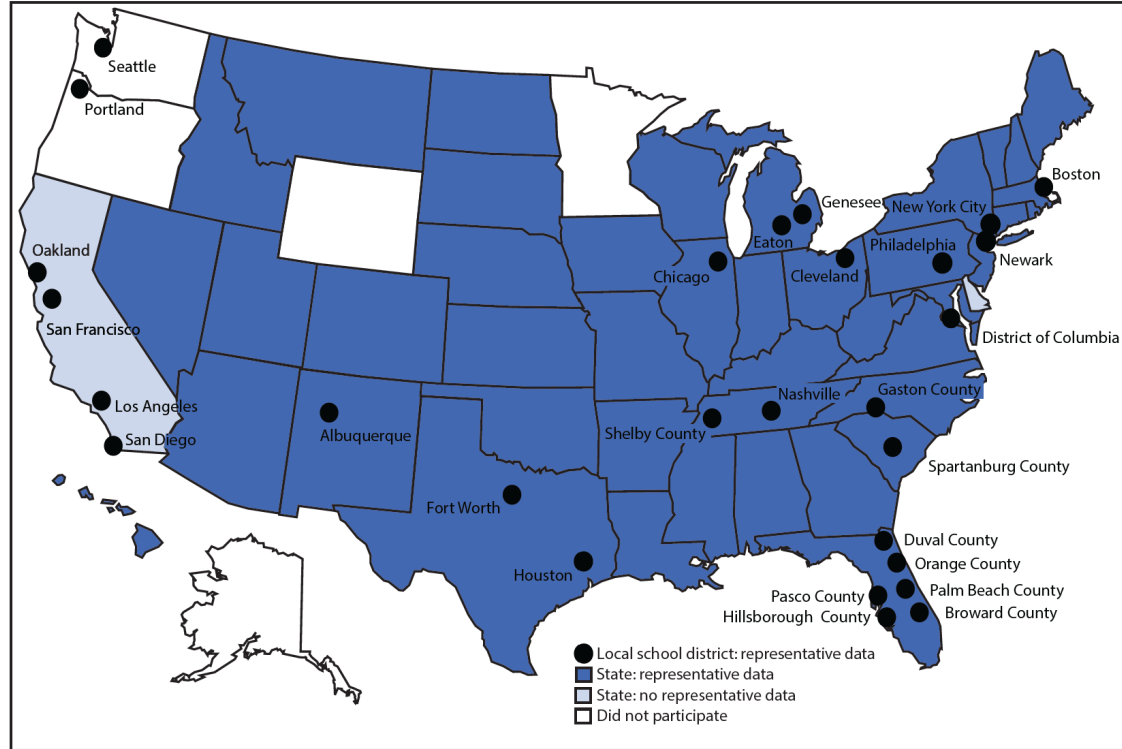 Seattle
Portland
Boston
Genesee
New York City
Eaton
Philadelphia
Oakland
Newark
Chicago
Cleveland
San Francisco
District of Columbia
Nashville
Gaston County
Los Angeles
Shelby County
Albuquerque
San Diego
Spartanburg County
Fort Worth
Duval County
Orange County
Houston
Palm Beach County
Pasco County
Broward County
Hillsborough County
Local school district: representative data
State: representative data
State: no representative data
Did not participate